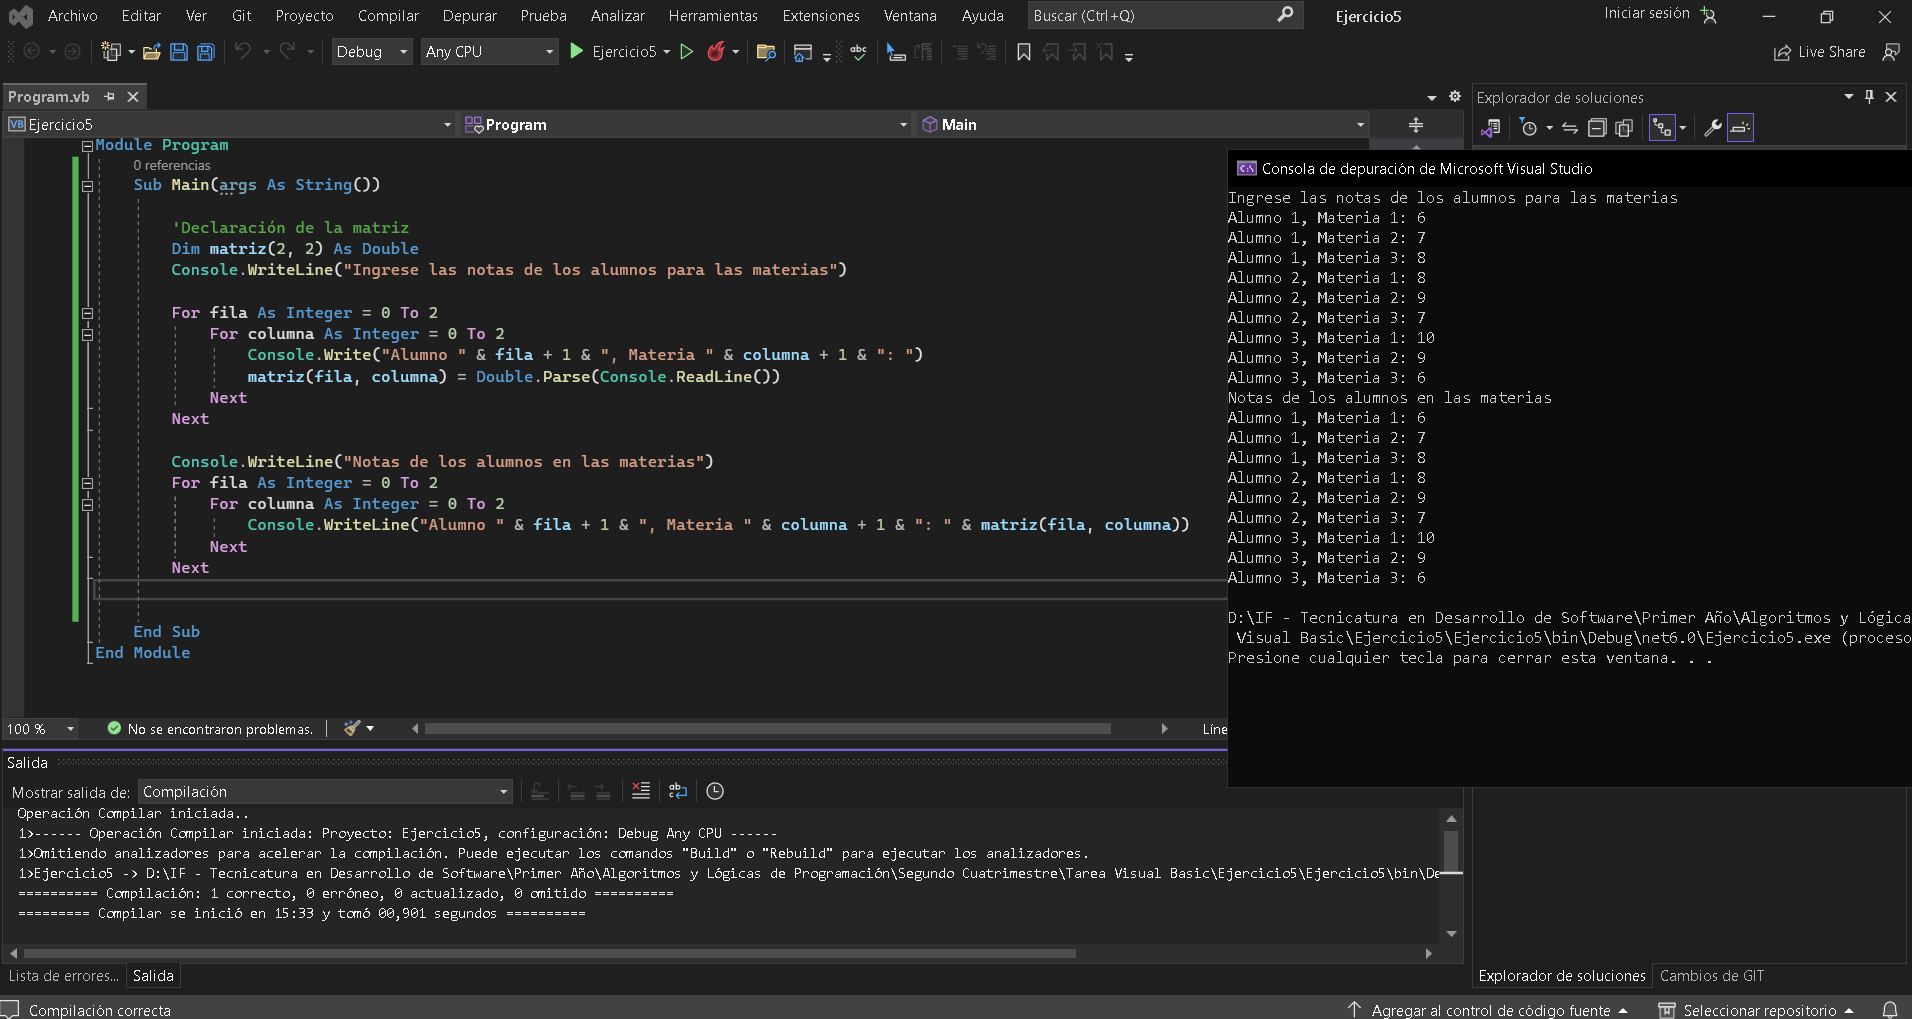 Archivo Editar Ver Git Proyecto Compilar Depurar Prueba Analizar Herramientas Extensiones Ventana Ayuda Buscar (Ctrl+Q) Ejercicio5 Iniciar sesión
Debug Any CPU Ejercicio5 Live Share
Program.vb
Ejercicio5 Program Main
Module Program
0 referencias
Sub Main(args As String())
'Declaración de la matriz
Dim matriz(2, 2) As Double
Console.WriteLine("Ingrese las notas de los alumnos para las materias")
For fila As Integer = 0 To 2
For columna As Integer = 0 To 2
Console.Write("Alumno " & fila + 1 & ", Materia " & columna + 1 & ": ")
matriz(fila, columna) = Double.Parse(Console.ReadLine())
Next
Next
Console.WriteLine("Notas de los alumnos en las materias")
For fila As Integer = 0 To 2
For columna As Integer = 0 To 2
Console.WriteLine("Alumno " & fila + 1 & ", Materia " & columna + 1 & ": " & matriz(fila, columna))
Next
Next
End Sub
End Module
100 % No se encontraron problemas. Líne
Explorador de soluciones
Consola de depuración de Microsoft Visual Studio
Ingrese las notas de los alumnos para las materias
Alumno 1, Materia 1: 6
Alumno 1, Materia 2: 7
Alumno 1, Materia 3: 8
Alumno 2, Materia 1: 8
Alumno 2, Materia 2: 9
Alumno 2, Materia 3: 7
Alumno 3, Materia 1: 10
Alumno 3, Materia 2: 9
Alumno 3, Materia 3: 6
Notas de los alumnos en las materias
Alumno 1, Materia 1: 6
Alumno 1, Materia 2: 7
Alumno 1, Materia 3: 8
Alumno 2, Materia 1: 8
Alumno 2, Materia 2: 9
Alumno 2, Materia 3: 7
Alumno 3, Materia 1: 10
Alumno 3, Materia 2: 9
Alumno 3, Materia 3: 6
D:\IF - Tecnicatura en Desarrollo de Software\Primer Año\Algoritmos y Lógica
Visual Basic\Ejercicio5\Ejercicio5\bin\Debug\net6.0\Ejercicio5.exe (proceso
Presione cualquier tecla para cerrar esta ventana. . .
Salida
Mostrar salida de: Compilación
Operación Compilar iniciada..
1>------ Operación Compilar iniciada: Proyecto: Ejercicio5, configuración: Debug Any CPU ------
1>Omitiendo analizadores para acelerar la compilación. Puede ejecutar los comandos "Build" o "Rebuild" para ejecutar los analizadores.
1>Ejercicio5 -> D:\IF - Tecnicatura en Desarrollo de Software\Primer Año\Algoritmos y Lógicas de Programación\Segundo Cuatrimestre\Tarea Visual Basic\Ejercicio5\Ejercicio5\bin\De
========== Compilación: 1 correcto, 0 erróneo, 0 actualizado, 0 omitido ==========
========= Compilar se inició en 15:33 y tomó 00,901 segundos ==========
Lista de errores... Salida
Explorador de soluciones Cambios de GIT
Compilación correcta Agregar al control de código fuente Seleccionar repositorio